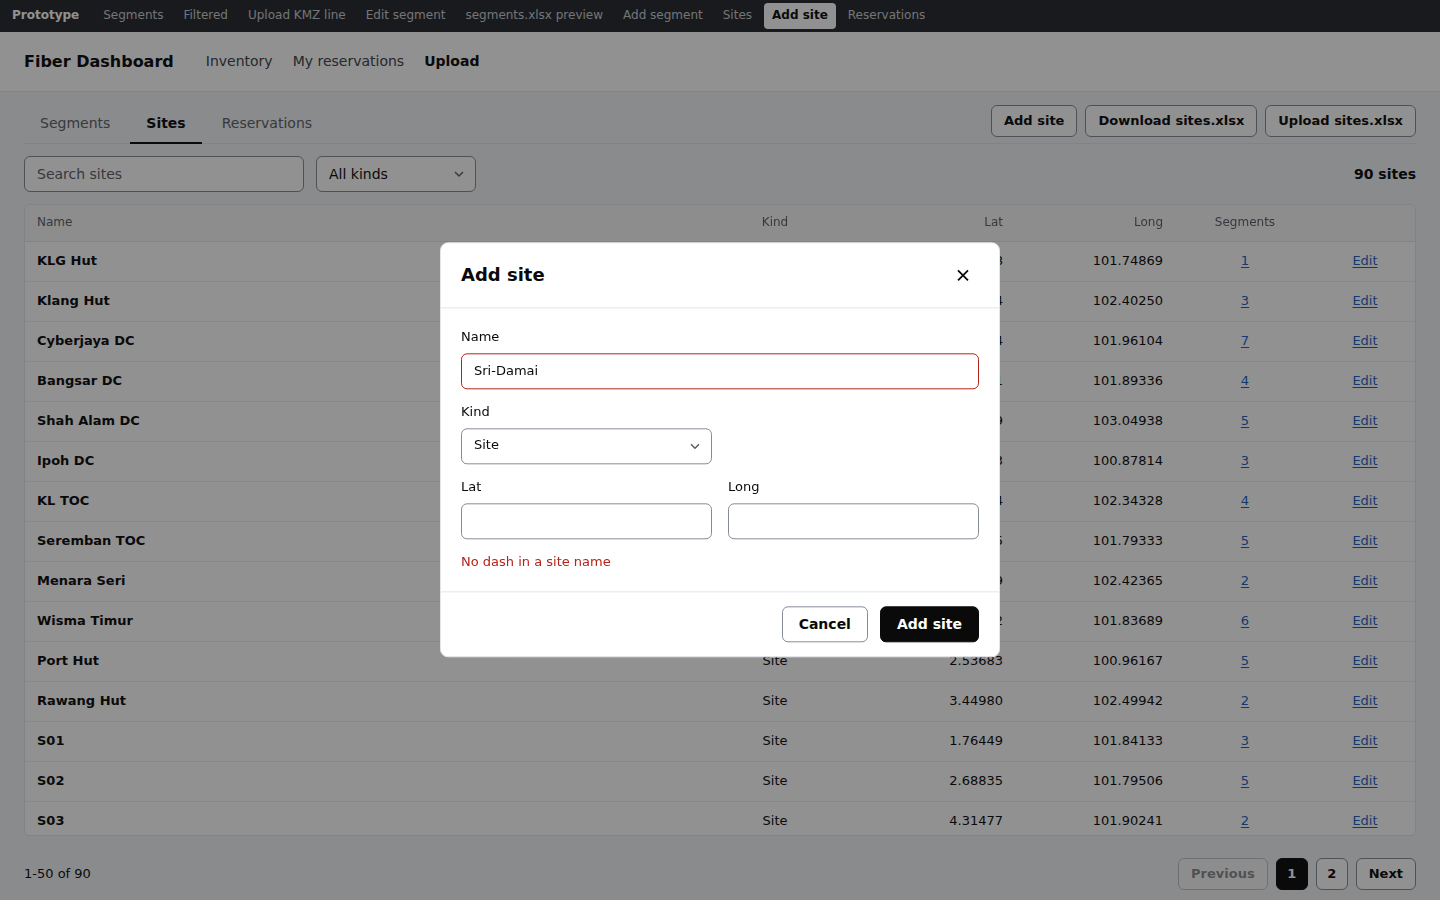 Prototype Segments Filtered Upload KMZ line Edit segment segments.xlsx preview Add segment Sites Add site Reservations
Fiber Dashboard Inventory My reservations Upload
Segments Sites Reservations Add site Download sites.xlsx Upload sites.xlsx
Search sites All kinds 90 sites
Name Kind Lat Long Segments
KLG Hut 101.74869 1 Edit
Klang Hut 102.40250 3 Edit
Cyberjaya DC 101.96104 7 Edit
Bangsar DC 101.89336 4 Edit
Shah Alam DC 103.04938 5 Edit
Ipoh DC 100.87814 3 Edit
KL TOC 102.34328 4 Edit
Seremban TOC 101.79333 5 Edit
Menara Seri 102.42365 2 Edit
Wisma Timur 101.83689 6 Edit
Port Hut Site 2.53683 100.96167 5 Edit
Rawang Hut Site 3.44980 102.49942 2 Edit
S01 Site 1.76449 101.84133 3 Edit
S02 Site 2.68835 101.79506 5 Edit
S03 Site 4.31477 101.90241 2 Edit
1-50 of 90 Previous 1 2 Next
Add site
Name
Sri-Damai
Kind
Site
Lat Long
No dash in a site name
Cancel Add site